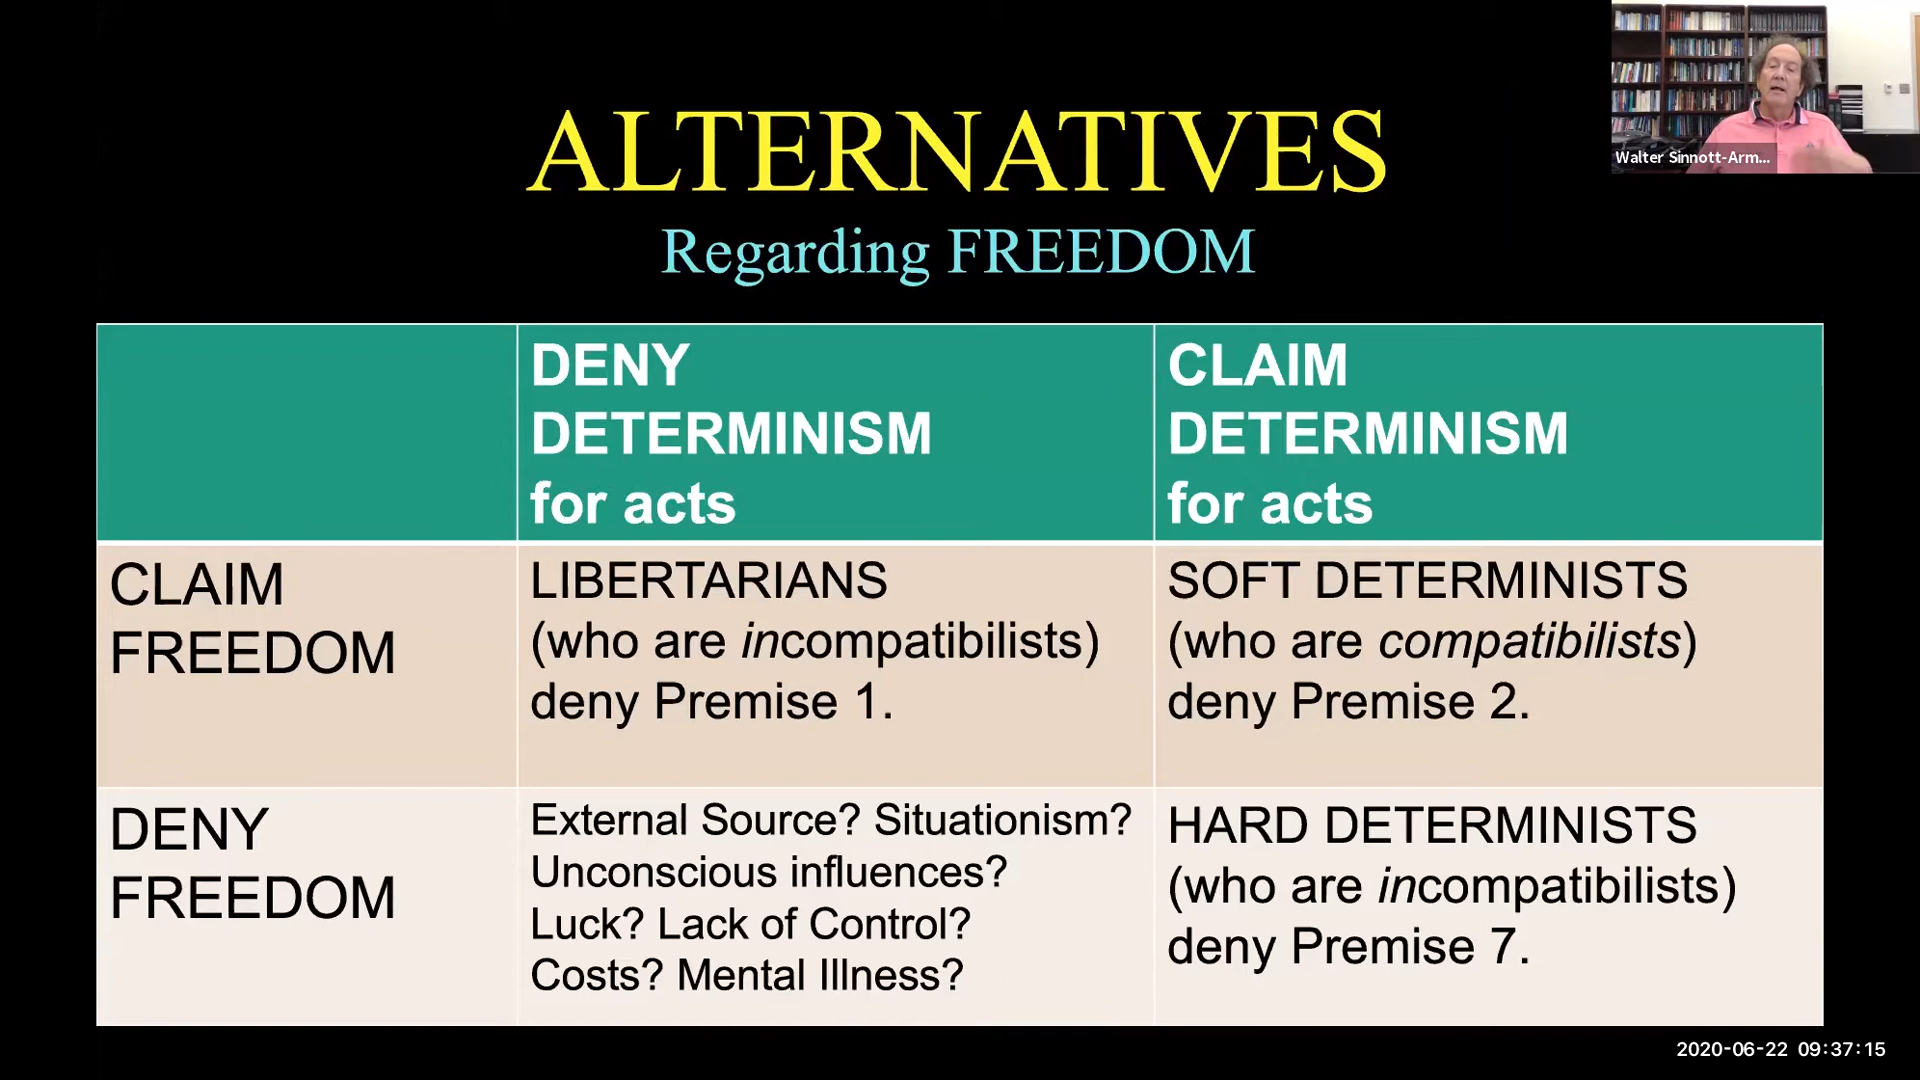 ALTERNATIVES
Regarding FREEDOM
Walter Sinnott-Arm...
DENY
DETERMINISM
for acts
CLAIM
DETERMINISM
for acts
CLAIM
FREEDOM
LIBERTARIANS
(who are incompatibilists)
deny Premise 1.
SOFT DETERMINISTS
(who are compatibilists)
deny Premise 2.
DENY
FREEDOM
External Source? Situationism?
Unconscious influences?
Luck? Lack of Control?
Costs? Mental Illness?
HARD DETERMINISTS
(who are incompatibilists)
deny Premise 7.
2020-06-22 09:37:15